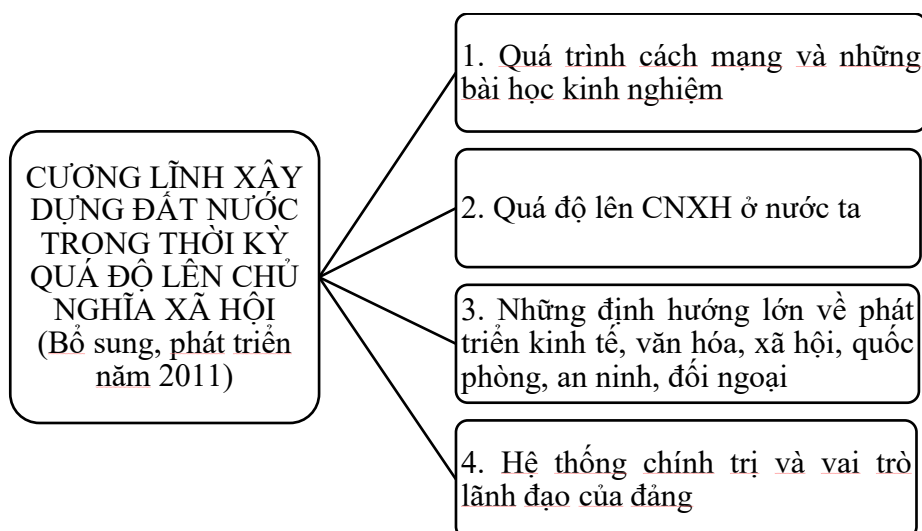 CƯƠNG LĨNH XÂY
DỰNG ĐẤT NƯỚC
TRONG THỜI KỲ
QUÁ ĐỘ LÊN CHỦ
NGHĨA XÃ HỘI
(Bổ sung, phát triển
năm 2011)
1. Quá trình cách mạng và những
bài học kinh nghiệm
2. Quá độ lên CNXH ở nước ta
3. Những định hướng lớn về phát
triển kinh tế, văn hóa, xã hội, quốc
phòng, an ninh, đối ngoại
4. Hệ thống chính trị và vai trò
lãnh đạo của đảng